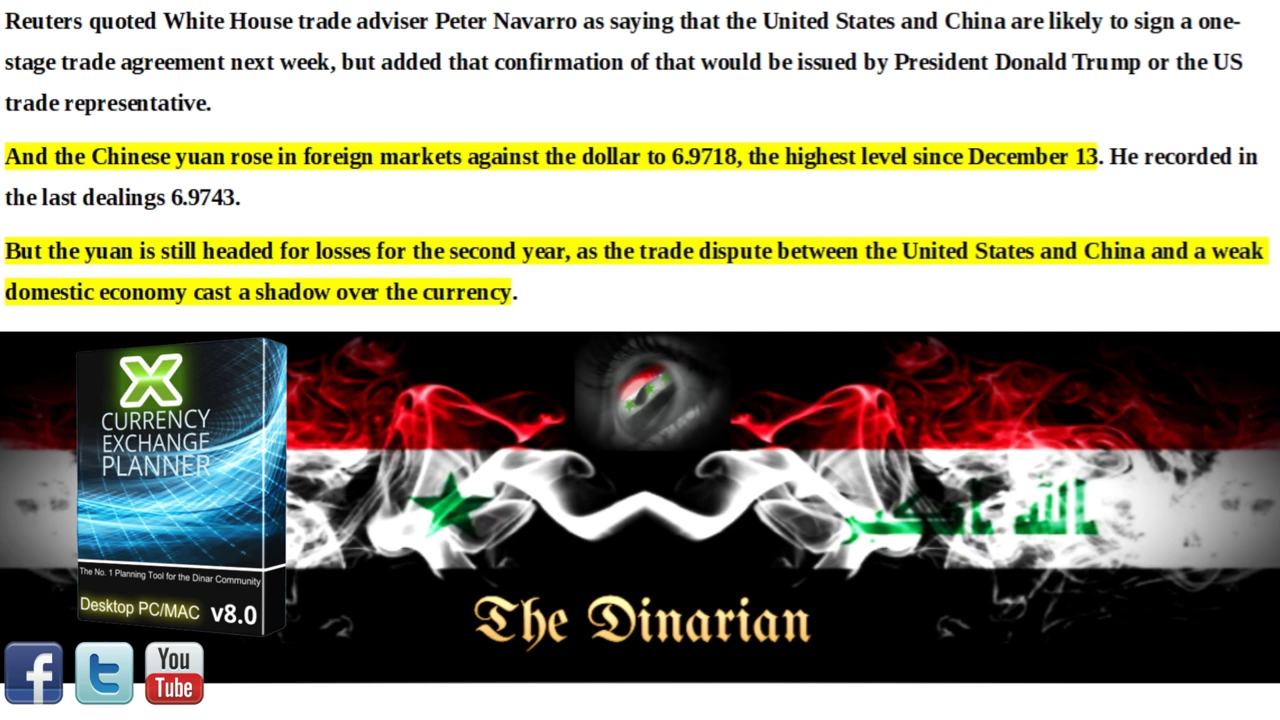 Reuters quoted White House trade adviser Peter Navarro as saying that the United States and China are likely to sign a one-
stage trade agreement next week, but added that confirmation of that would be issued by President Donald Trump or the US
trade representative.
And the Chinese yuan rose in foreign markets against the dollar to 6.9718, the highest level since December 13. He recorded in
the last dealings 6.9743.
But the yuan is still headed for losses for the second year, as the trade dispute between the United States and China and a weak
domestic economy cast a shadow over the currency.
X
CURRENCY
EXCHANGE
PLANNER
The No. 1 Planning Tool for the Dinar Community
Desktop PC/MAC v8.0
الله اكبر
The Dinarian
f
t
You
Tube